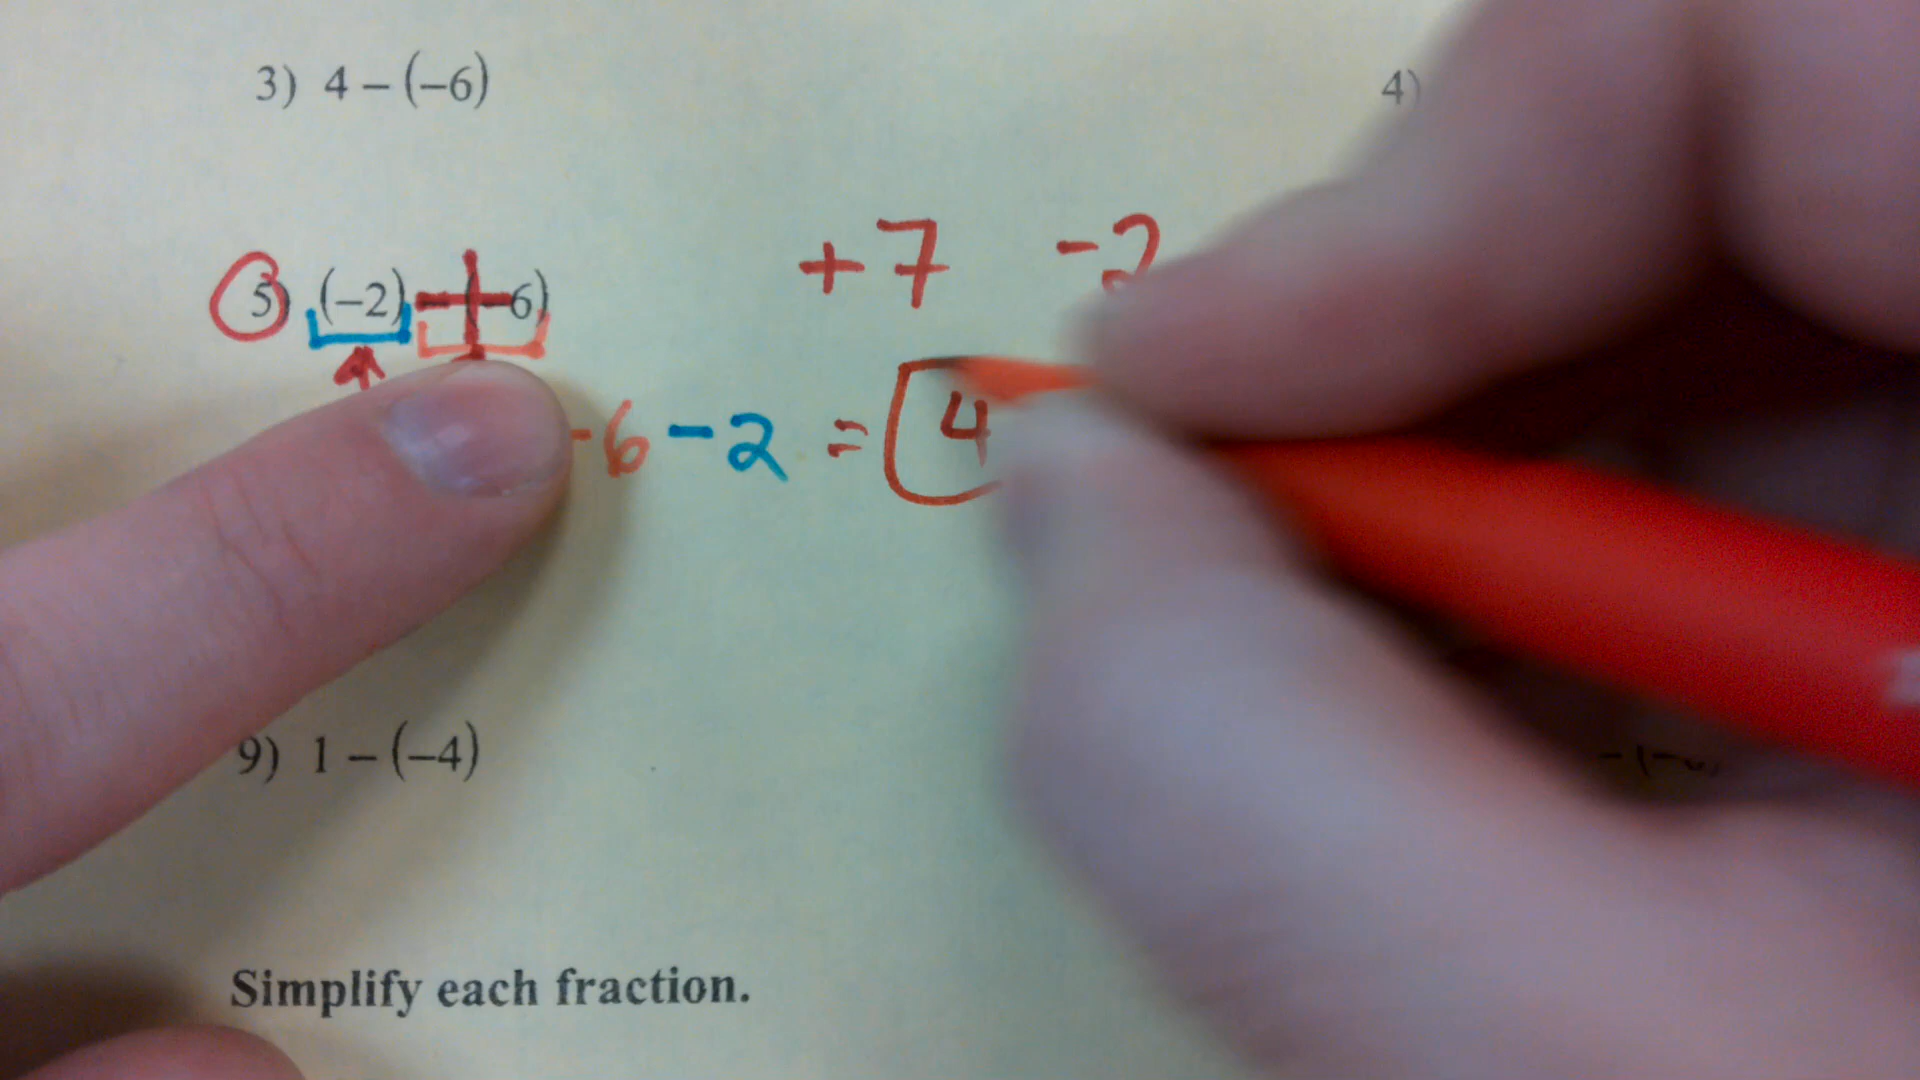 3) 4 – (–6)
4)
+7 -2
5) (–2) – (–6)
6 - 2 = 4
9) 1 – (–4)
Simplify each fraction.